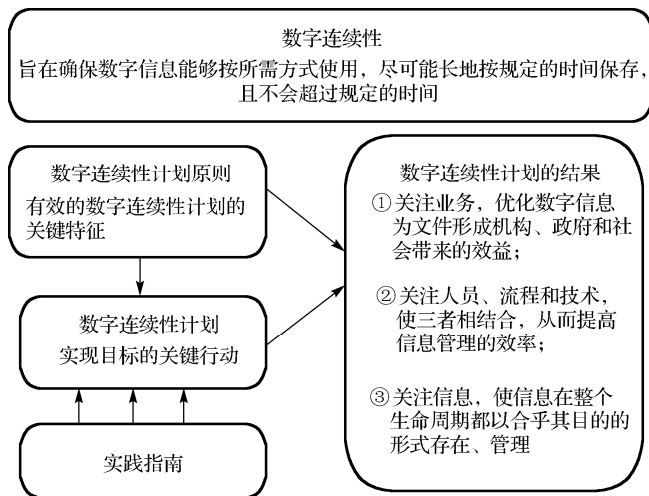 数字连续性
旨在确保数字信息能够按所需方式使用，尽可能长地按规定的时间保存，
且不会超过规定的时间
数字连续性计划原则
有效的数字连续性计划的
关键特征
数字连续性计划
实现目标的关键行动
实践指南
数字连续性计划的结果
①关注业务，优化数字信息
为文件形成机构、政府和社
会带来的效益；
②关注人员、流程和技术，
使三者相结合，从而提高
信息管理的效率；
③关注信息，使信息在整个
生命周期都以合乎其目的的
形式存在、管理